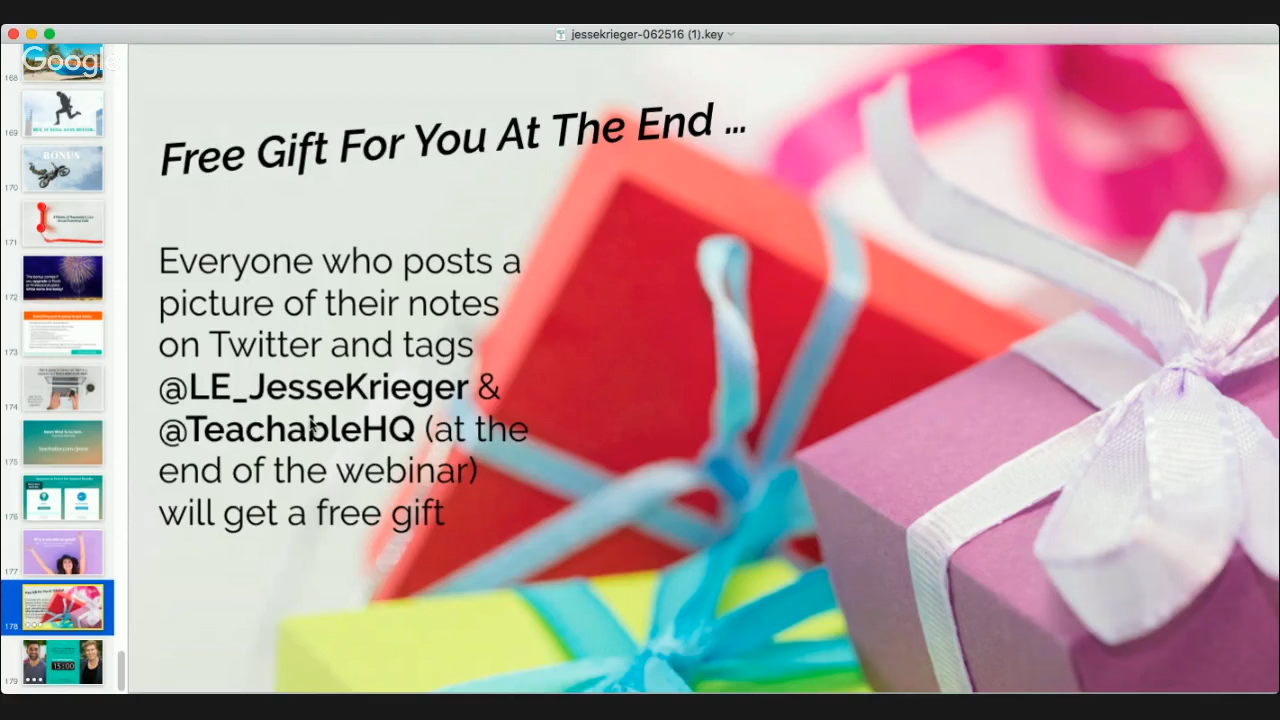 jessekrieger-062516 (1).key
Google
Free Gift For You At The End ...
Everyone who posts a
picture of their notes
on Twitter and tags
@LE_JesseKrieger &
@TeachableHQ (at the
end of the webinar)
will get a free gift
168
169
170
BONUS
171
172
173
174
175
176
177
178
179
15:00